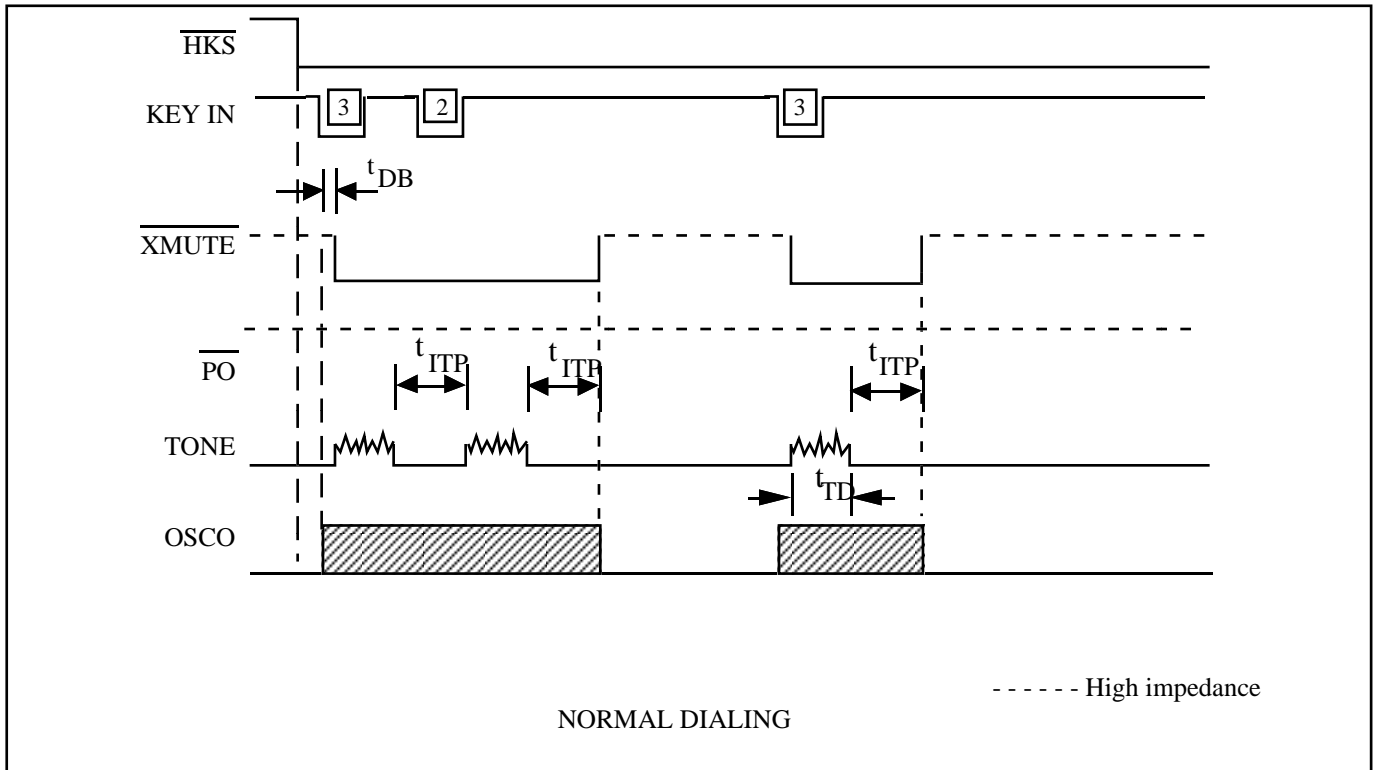 HKS
KEY IN
3
2
3
tDB
XMUTE
PO
tITP
tITP
tITP
TONE
tTD
OSCO
- - - - - - High impedance
NORMAL DIALING